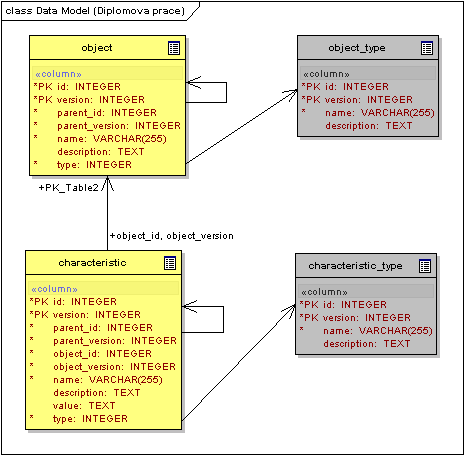 class Data Model (Diplomova prace)
object
«column»
*PK id: INTEGER
*PK version: INTEGER
* parent_id: INTEGER
* parent_version: INTEGER
* name: VARCHAR(255)
description: TEXT
* type: INTEGER
object_type
«column»
*PK id: INTEGER
*PK version: INTEGER
* name: VARCHAR(255)
description: TEXT
+PK_Table2
+object_id, object_version
characteristic
«column»
*PK id: INTEGER
*PK version: INTEGER
* parent_id: INTEGER
* parent_version: INTEGER
* object_id: INTEGER
* object_version: INTEGER
* name: VARCHAR(255)
description: TEXT
value: TEXT
* type: INTEGER
characteristic_type
«column»
*PK id: INTEGER
*PK version: INTEGER
* name: VARCHAR(255)
description: TEXT